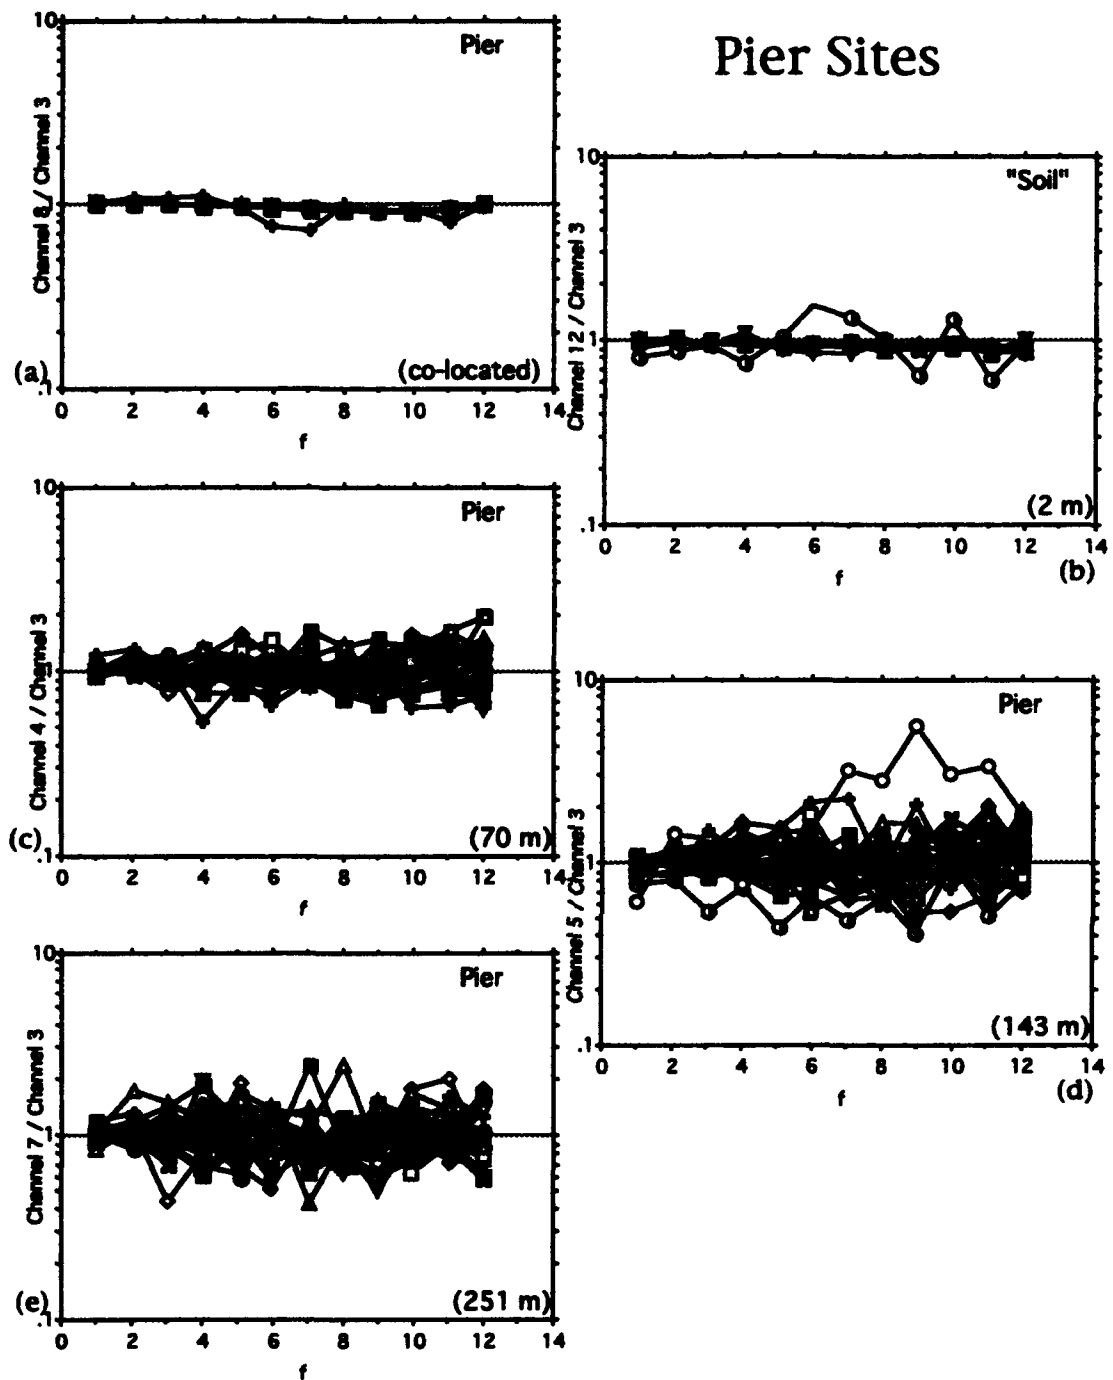 Pier Sites
10
Pier
Channel 8 / Channel 3
1
(a)
.1
(co-located)
0 2 4 6 8 10 12 14
f
10
"Soil"
Channel 12 / Channel 3
1
.1
(2 m)
0 2 4 6 8 10 12 14
f
(b)
10
Pier
Channel 4 / Channel 3
1
(c)
.1
(70 m)
0 2 4 6 8 10 12 14
f
10
Pier
Channel 5 / Channel 3
1
.1
(143 m)
0 2 4 6 8 10 12 14
f
(d)
10
Pier
Channel 7 / Channel 3
1
(e)
.1
(251 m)
0 2 4 6 8 10 12 14
f